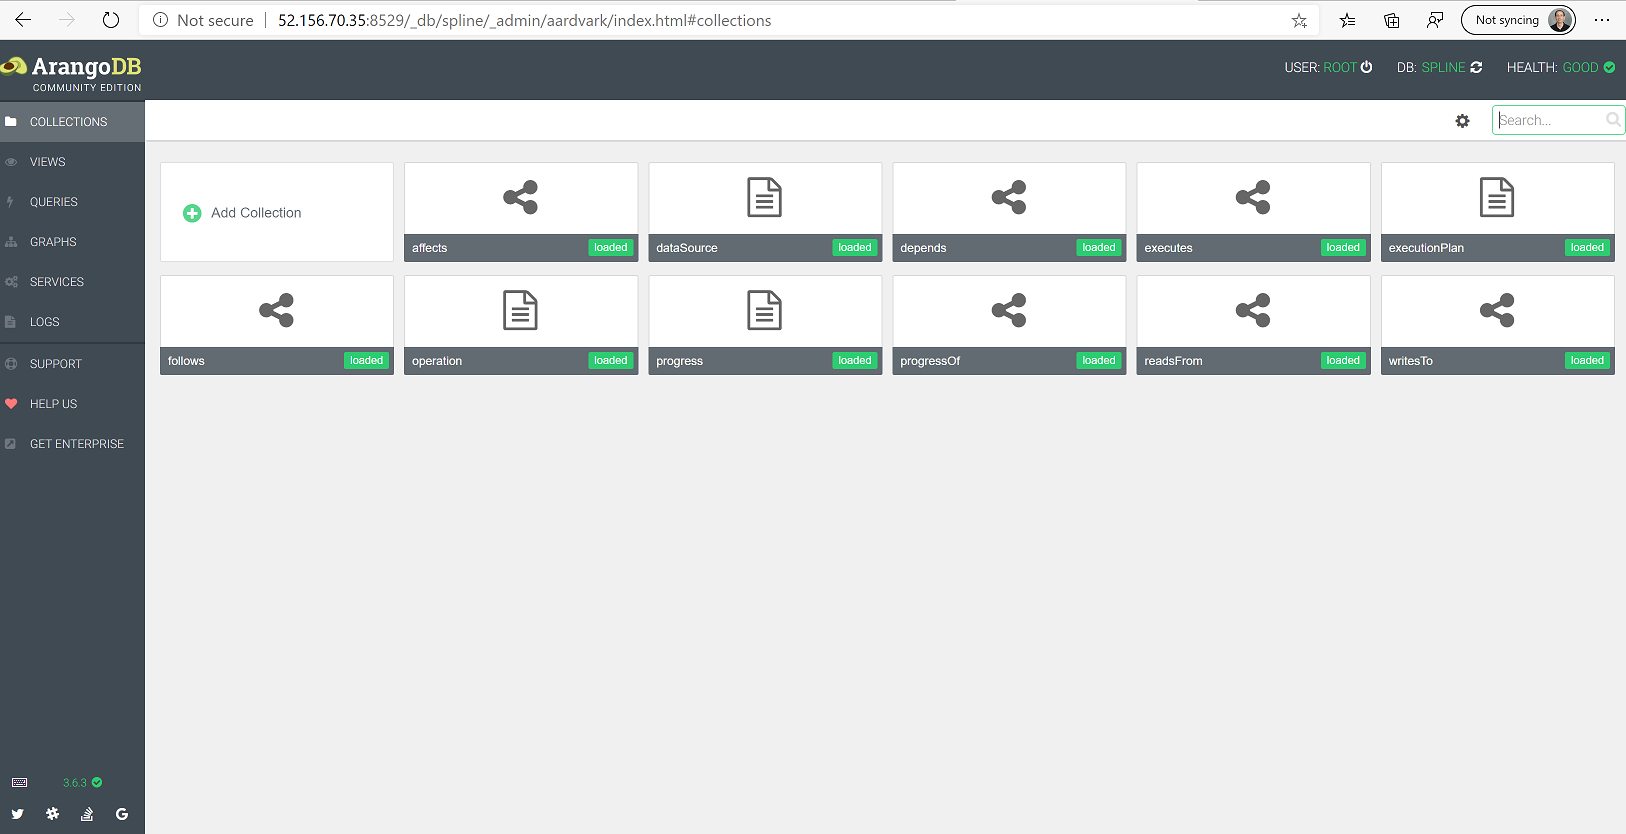 Not secure 52.156.70.35:8529/_db/spline/_admin/aardvark/index.html#collections Not syncing
ArangoDB
COMMUNITY EDITION
USER: ROOT DB: SPLINE HEALTH: GOOD
COLLECTIONS
VIEWS
QUERIES
GRAPHS
SERVICES
LOGS
SUPPORT
HELP US
GET ENTERPRISE
3.6.3
Search...
Add Collection
affects loaded
dataSource loaded
depends loaded
executes loaded
executionPlan loaded
follows loaded
operation loaded
progress loaded
progressOf loaded
readsFrom loaded
writesTo loaded